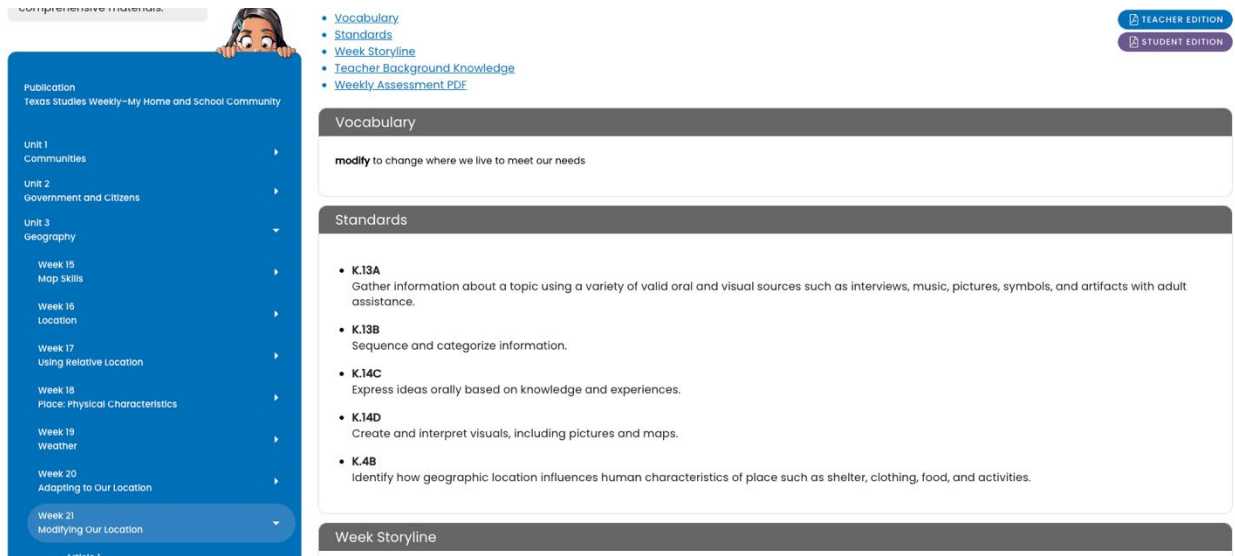 comprehensive materials.
Publication
Texas Studies Weekly–My Home and School Community
Unit 1
Communities
Unit 2
Government and Citizens
Unit 3
Geography
Week 15
Map Skills
Week 16
Location
Week 17
Using Relative Location
Week 18
Place: Physical Characteristics
Week 19
Weather
Week 20
Adapting to Our Location
Week 21
Modifying Our Location
Article 1
Vocabulary
Standards
Week Storyline
Teacher Background Knowledge
Weekly Assessment PDF
TEACHER EDITION
STUDENT EDITION
Vocabulary
modify to change where we live to meet our needs
Standards
K.13A
Gather information about a topic using a variety of valid oral and visual sources such as interviews, music, pictures, symbols, and artifacts with adult
assistance.
K.13B
Sequence and categorize information.
K.14C
Express ideas orally based on knowledge and experiences.
K.14D
Create and interpret visuals, including pictures and maps.
K.4B
Identify how geographic location influences human characteristics of place such as shelter, clothing, food, and activities.
Week Storyline